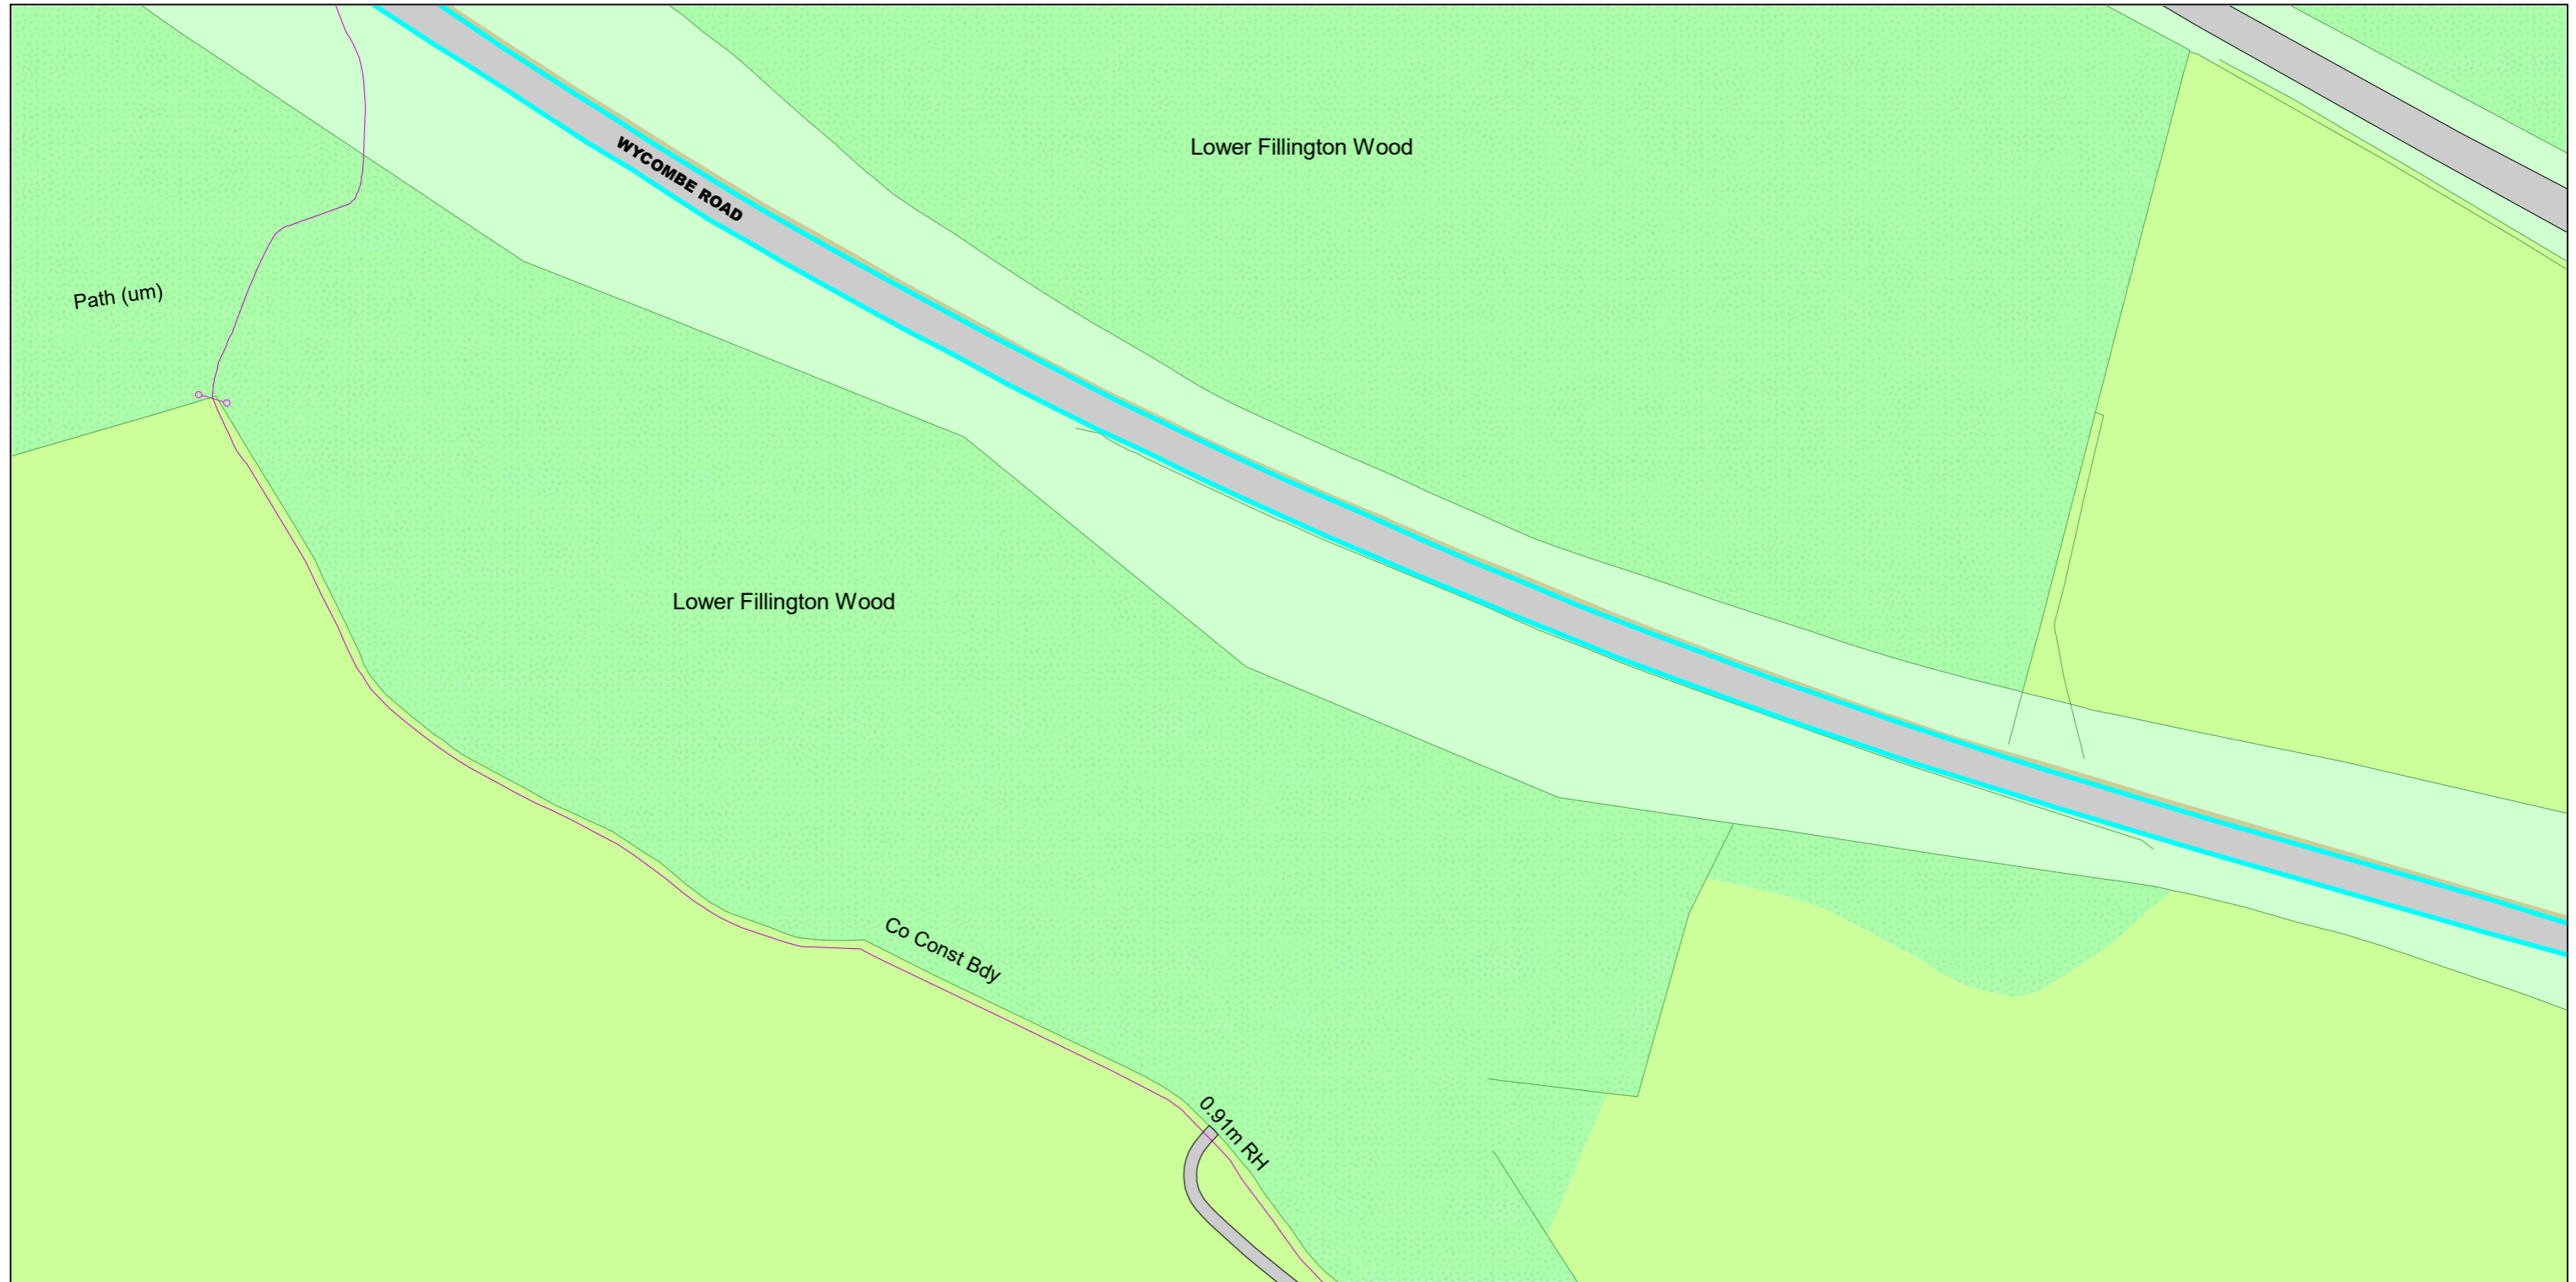 Lower Fillington Wood
WYCOMBE ROAD
Path (um)
Lower Fillington Wood
Co Const Bdy
0.91m RH